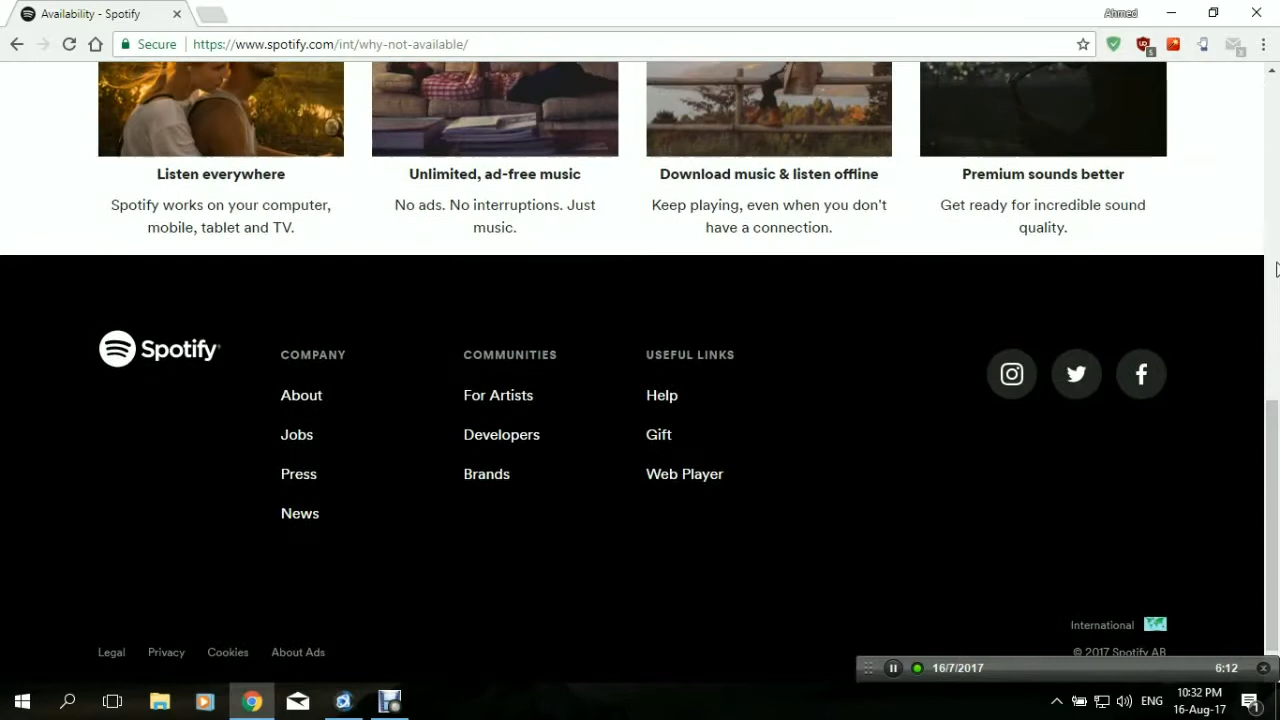 Availability - Spotify
Ahmed
Secure
https://www.spotify.com/int/why-not-available/
Listen everywhere
Spotify works on your computer,
mobile, tablet and TV.
Unlimited, ad-free music
No ads. No interruptions. Just
music.
Download music & listen offline
Keep playing, even when you don't
have a connection.
Premium sounds better
Get ready for incredible sound
quality.
Spotify
COMPANY
About
Jobs
Press
News
COMMUNITIES
For Artists
Developers
Brands
USEFUL LINKS
Help
Gift
Web Player
International
Legal
Privacy
Cookies
About Ads
© 2017 Spotify AB
16/7/2017
6:12
ENG
10:32 PM
16-Aug-17
1